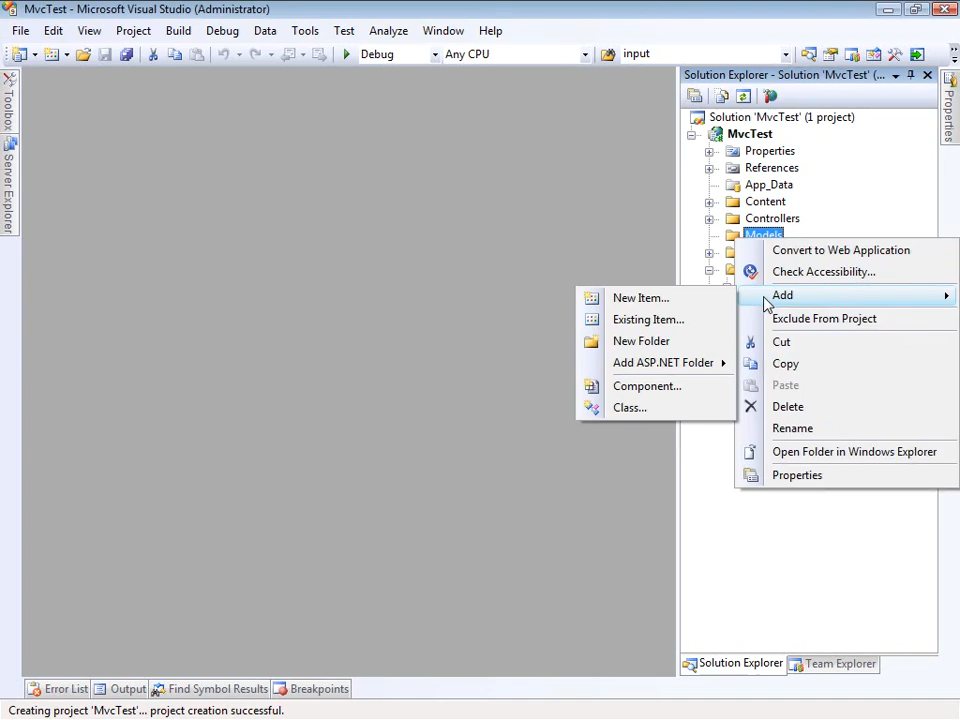 MvcTest - Microsoft Visual Studio (Administrator)
File Edit View Project Build Debug Data Tools Test Analyze Window Help
Debug Any CPU input
Toolbox
Server Explorer
Solution Explorer - Solution 'MvcTest' (...
Properties
Solution 'MvcTest' (1 project)
MvcTest
Properties
References
App_Data
Content
Controllers
Models
Convert to Web Application
Check Accessibility...
Add
Exclude From Project
Cut
Copy
Paste
Delete
Rename
Open Folder in Windows Explorer
Properties
New Item...
Existing Item...
New Folder
Add ASP.NET Folder
Component...
Class...
Solution Explorer Team Explorer
Error List Output Find Symbol Results Breakpoints
Creating project 'MvcTest'... project creation successful.